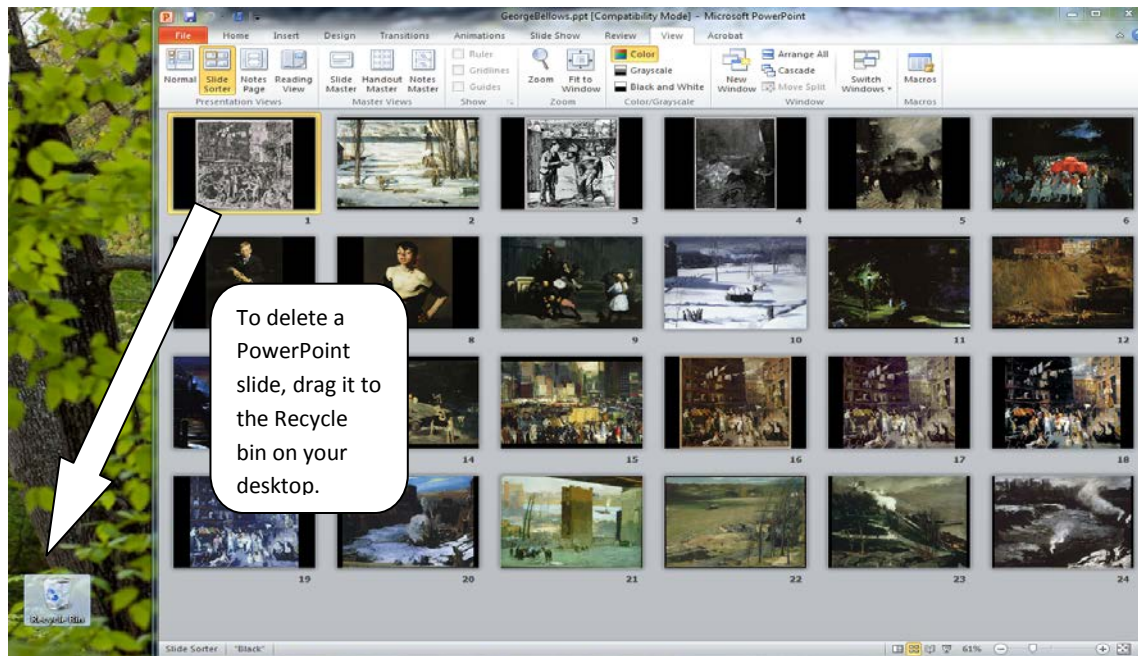 GeorgeBellows.ppt [Compatibility Mode] - Microsoft PowerPoint
File Home Insert Design Transitions Animations Slide Show Review View Acrobat
Normal Slide Sorter Notes Page Reading View
Presentation Views
Slide Master Handout Master Notes Master
Master Views
Ruler
Gridlines
Guides
Show
Zoom Fit to Window
Zoom
Color
Grayscale
Black and White
Color/Grayscale
New Window
Arrange All
Cascade
Move Split
Window
Switch Windows
Macros
Macros
1 2 3 4 5 6
8 9 10 11 12
14 15 16 17 18
19 20 21 22 23 24
To delete a
PowerPoint
slide, drag it to
the Recycle
bin on your
desktop.
Recycle Bin
Slide Sorter "Black" 61%